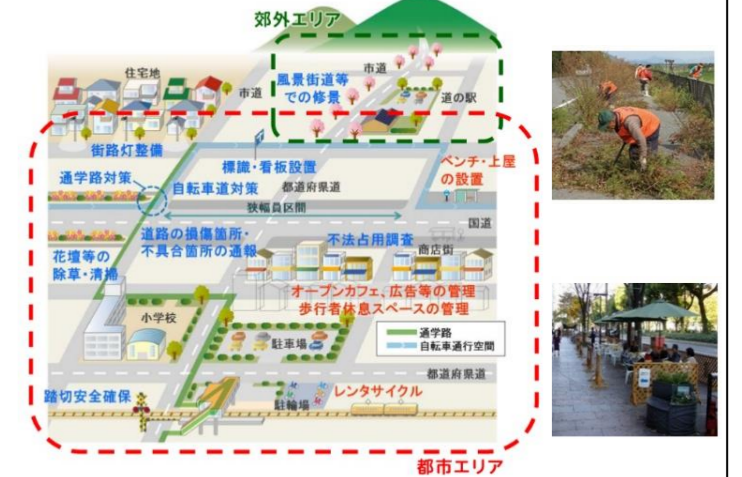 郊外エリア
住宅地
市道
市道
風景街道等
での修景
道の駅
街路灯整備
標識・看板設置
ベンチ・上屋
の設置
通学路対策
自転車道対策
都道府県道
狭幅員区間
国道
道路の損傷箇所・
不具合箇所の通報
不法占用調査
商店街
花壇等の
除草・清掃
オープンカフェ、広告等の管理
歩行者休息スペースの管理
小学校
通学路
自転車通行空間
駐車場
都道府県道
踏切安全確保
駐輪場
レンタサイクル
都市エリア